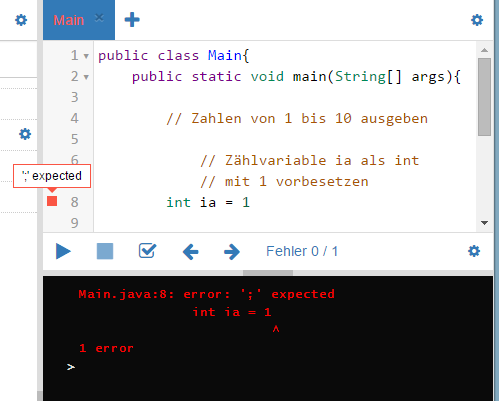 Main ×
1 public class Main{
2 public static void main(String[] args){
3
4 // Zahlen von 1 bis 10 ausgeben
5
6 // Zählvariable ia als int
';' expected
// mit 1 vorbesetzen
8 int ia = 1
9
Fehler 0 / 1
Main.java:8: error: ';' expected
int ia = 1
^
1 error
>